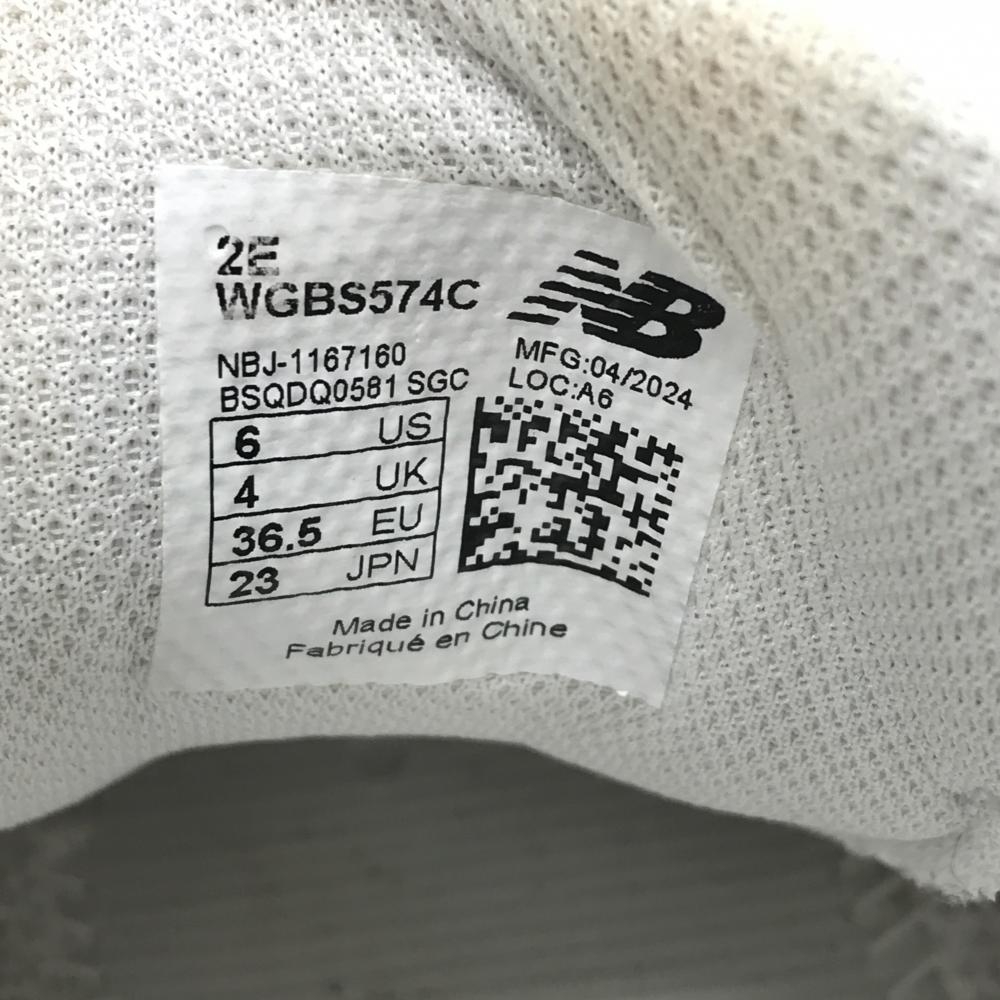 2E
WGBS574C
NB
NBJ-1167160
BSQDQ0581 SGC
MFG:04/2024
LOC:A6
6 US
4 UK
36.5 EU
23 JPN
Made in China
Fabriqué en Chine